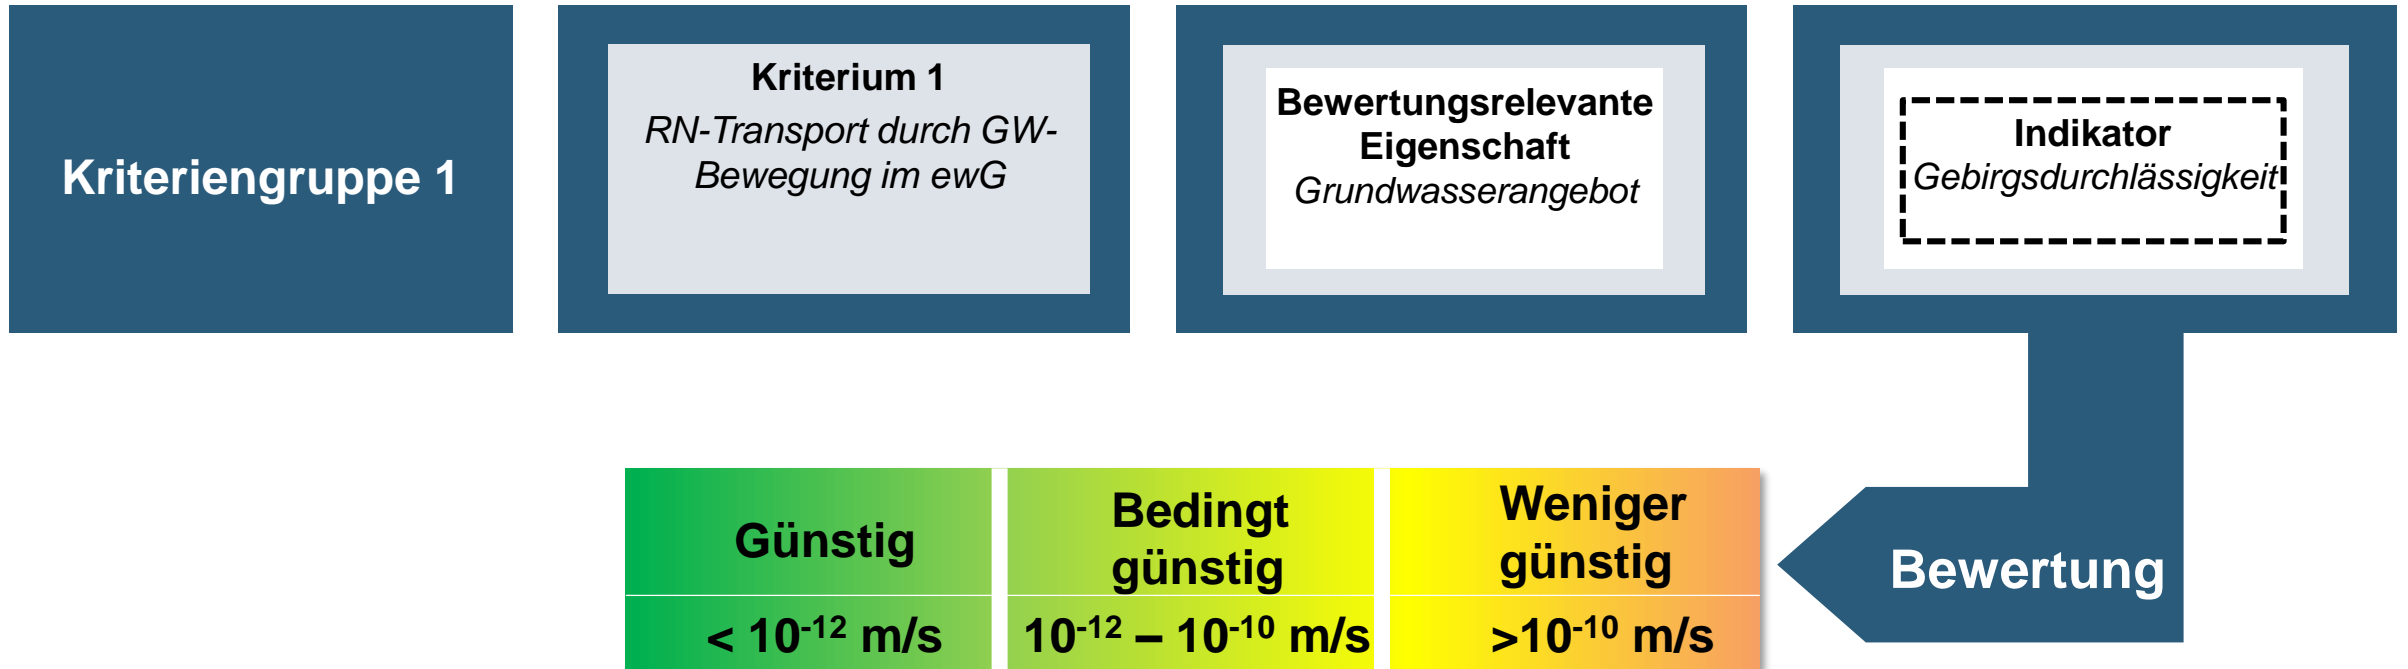 Kriteriengruppe 1
Kriterium 1
RN-Transport durch GW-
Bewegung im ewG
Bewertungsrelevante
Eigenschaft
Grundwasserangebot
Indikator
Gebirgsdurchlässigkeit
Günstig
Bedingt
günstig
Weniger
günstig
< 10⁻¹² m/s
10⁻¹² – 10⁻¹⁰ m/s
>10⁻¹⁰ m/s
Bewertung